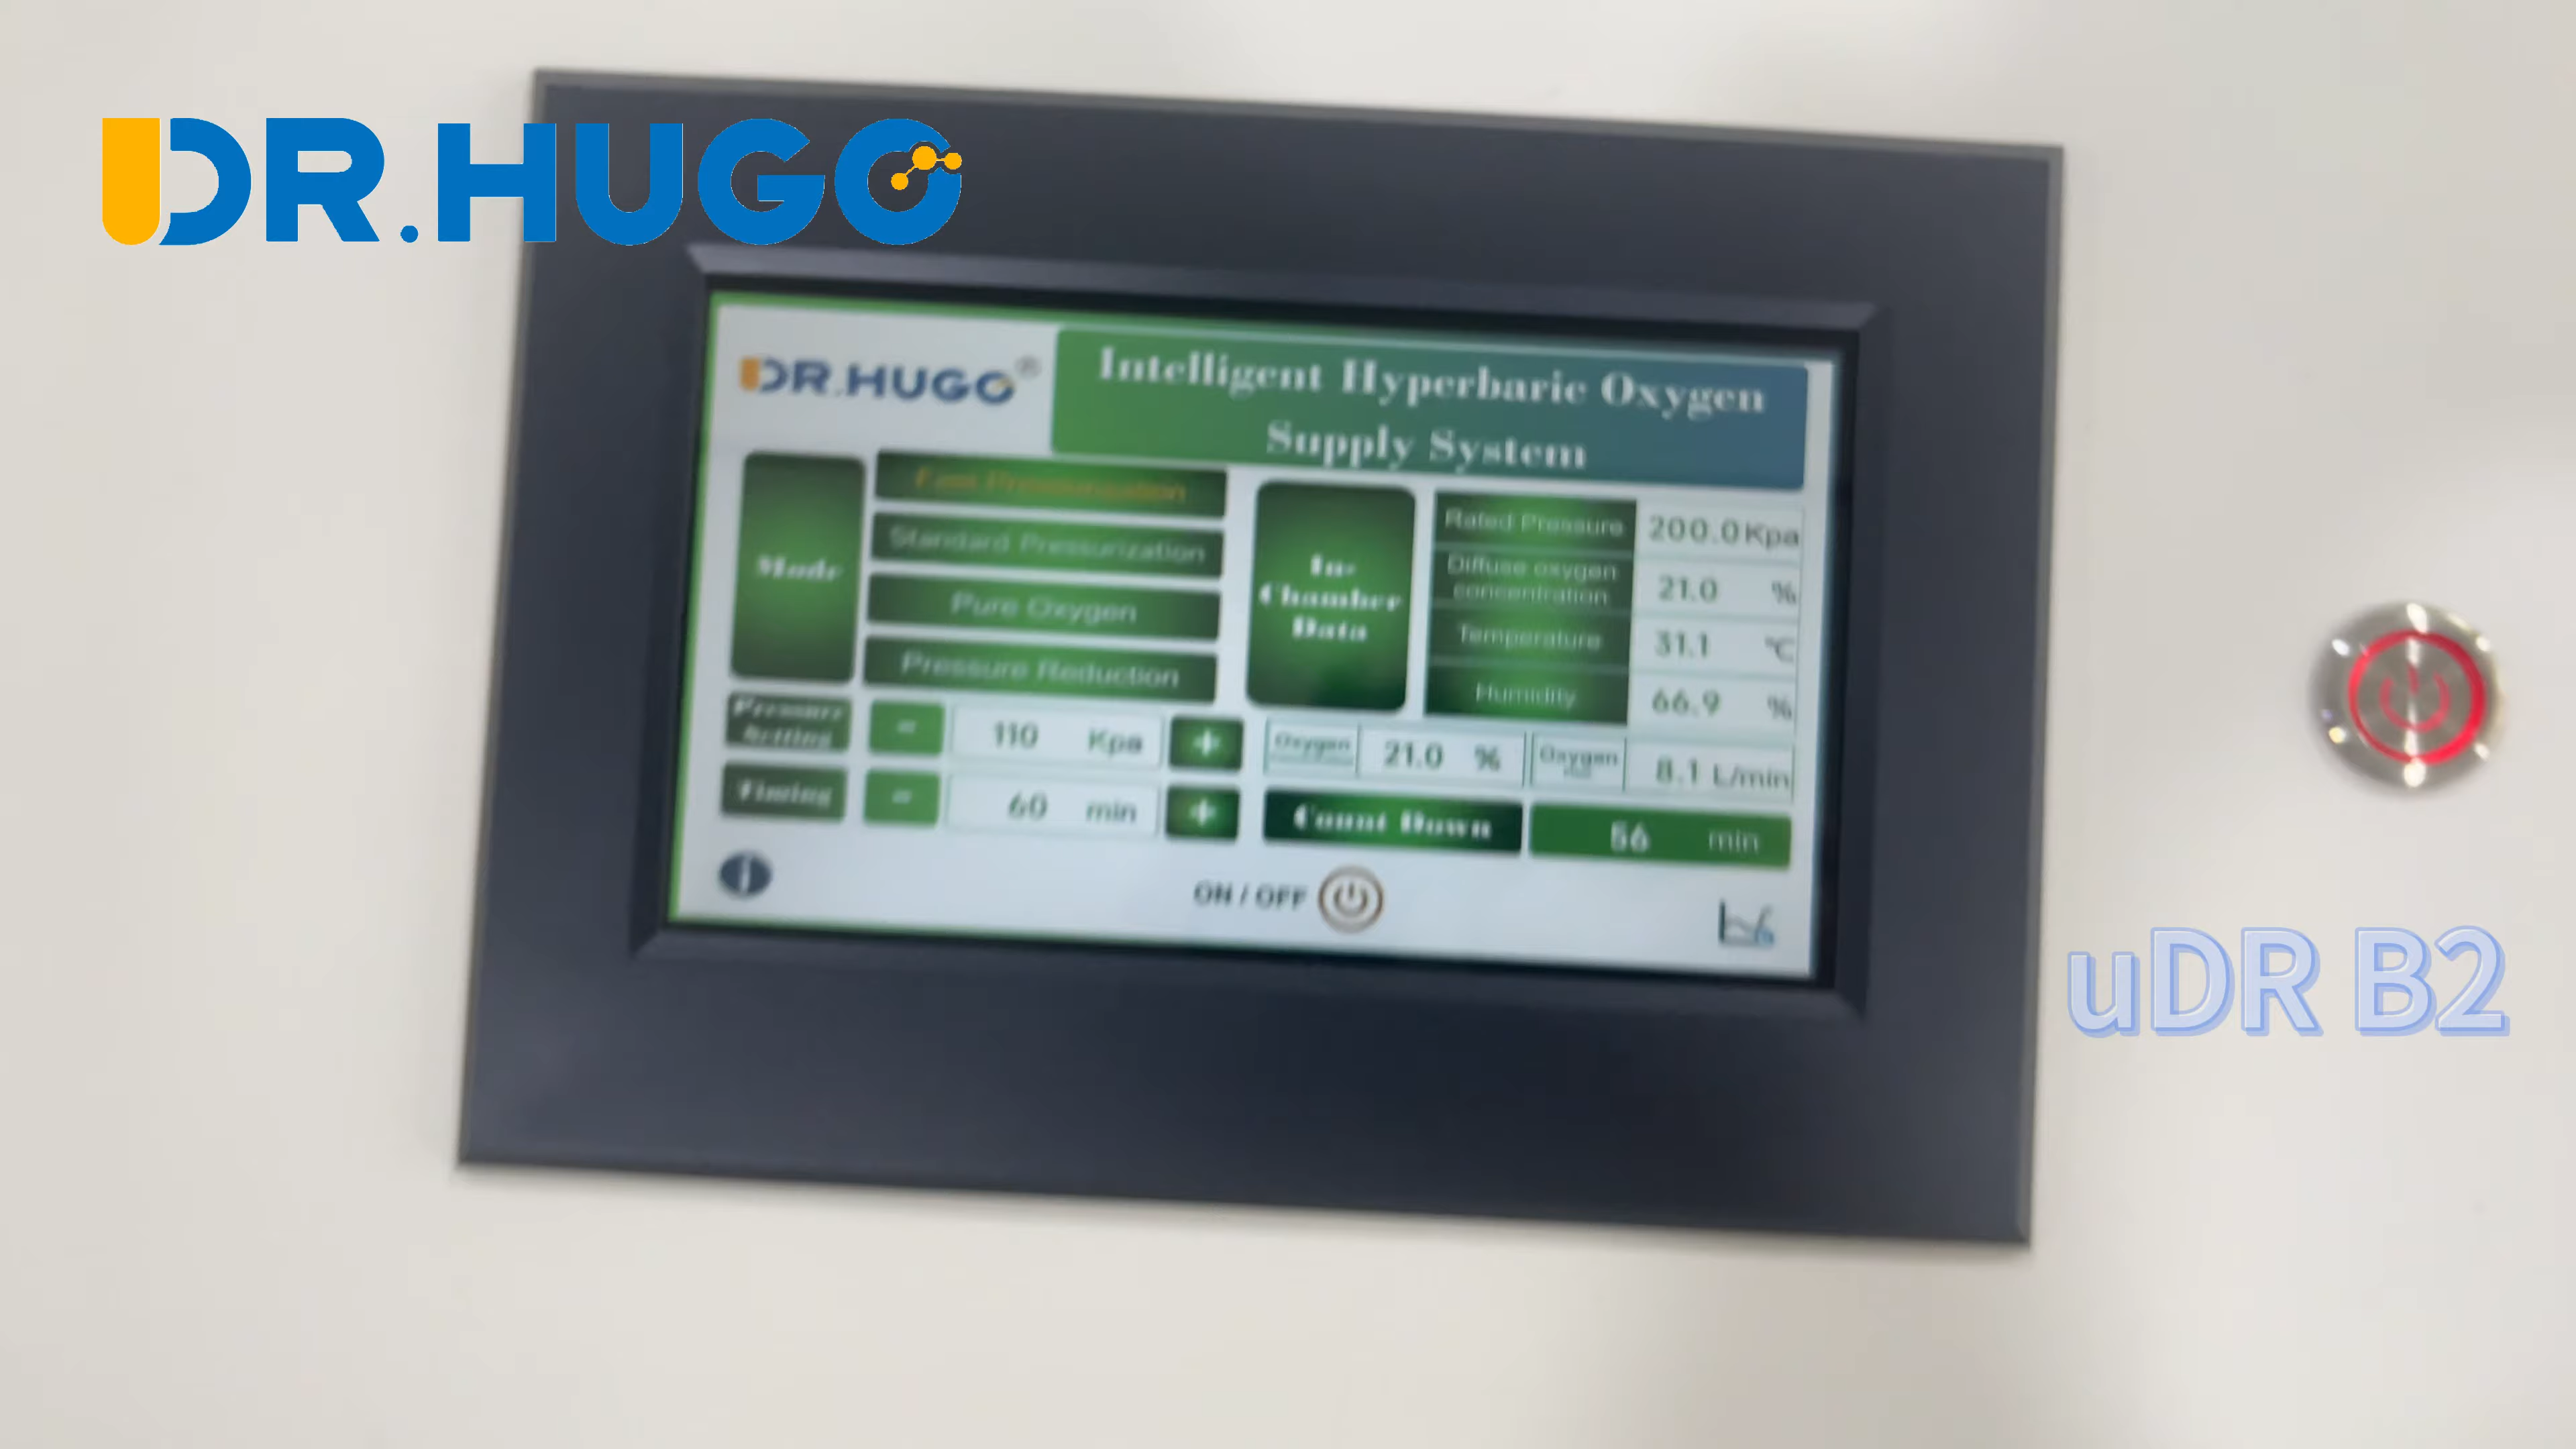 DR.HUGO
DR.HUGO®
Intelligent Hyperbaric Oxygen
Supply System
Mode
Fast Pressurization
Standard Pressurization
Pure Oxygen
Pressure Reduction
In-
Chamber
Data
Rated Pressure 200.0 Kpa
Diffuse oxygen
concentration 21.0 %
Temperature 31.1 ℃
Humidity 66.9 %
Pressure
Setting - 110 Kpa +
Oxygen 21.0 % Oxygen 8.1 L/min
Timing - 60 min +
Count Down 56 min
ON / OFF
uDR B2